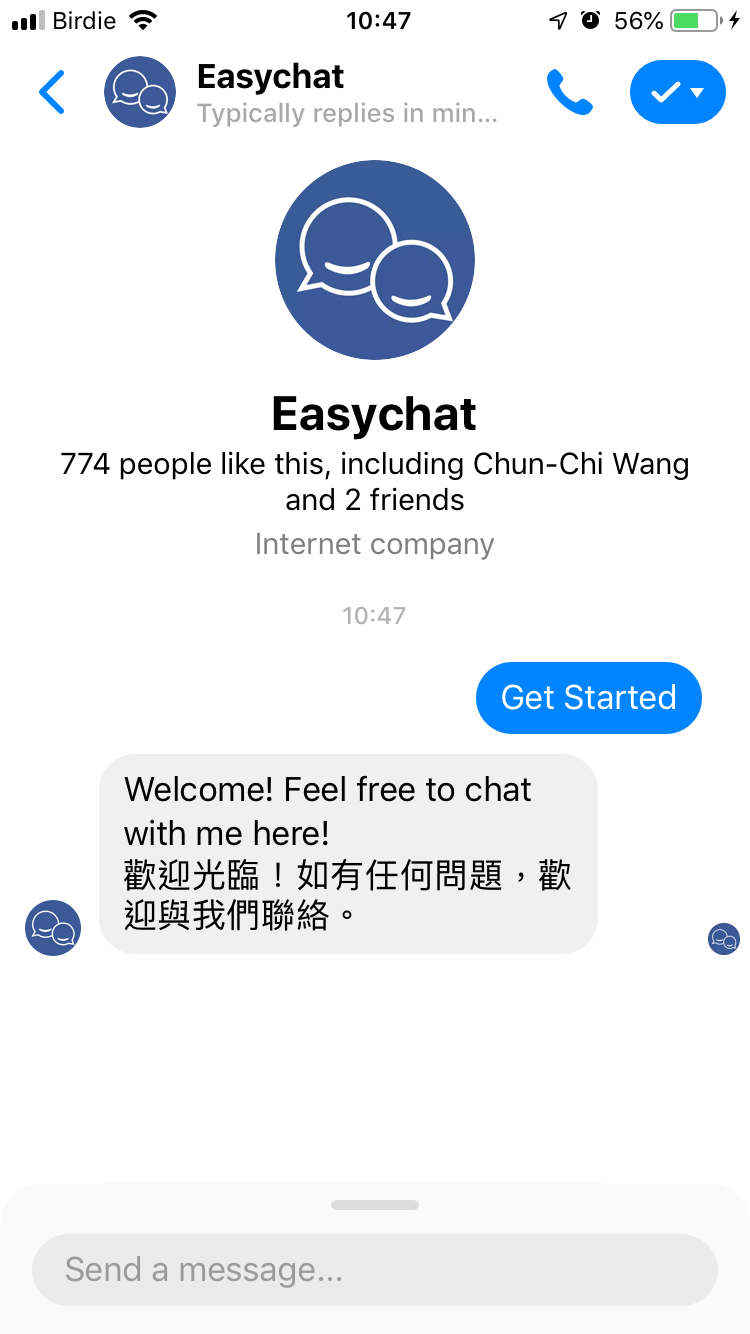 Birdie
10:47
56%
Easychat
Typically replies in min...
Easychat
774 people like this, including Chun-Chi Wang
and 2 friends
Internet company
10:47
Get Started
Welcome! Feel free to chat
with me here!
歡迎光臨！如有任何問題，歡
迎與我們聯絡。
Send a message...